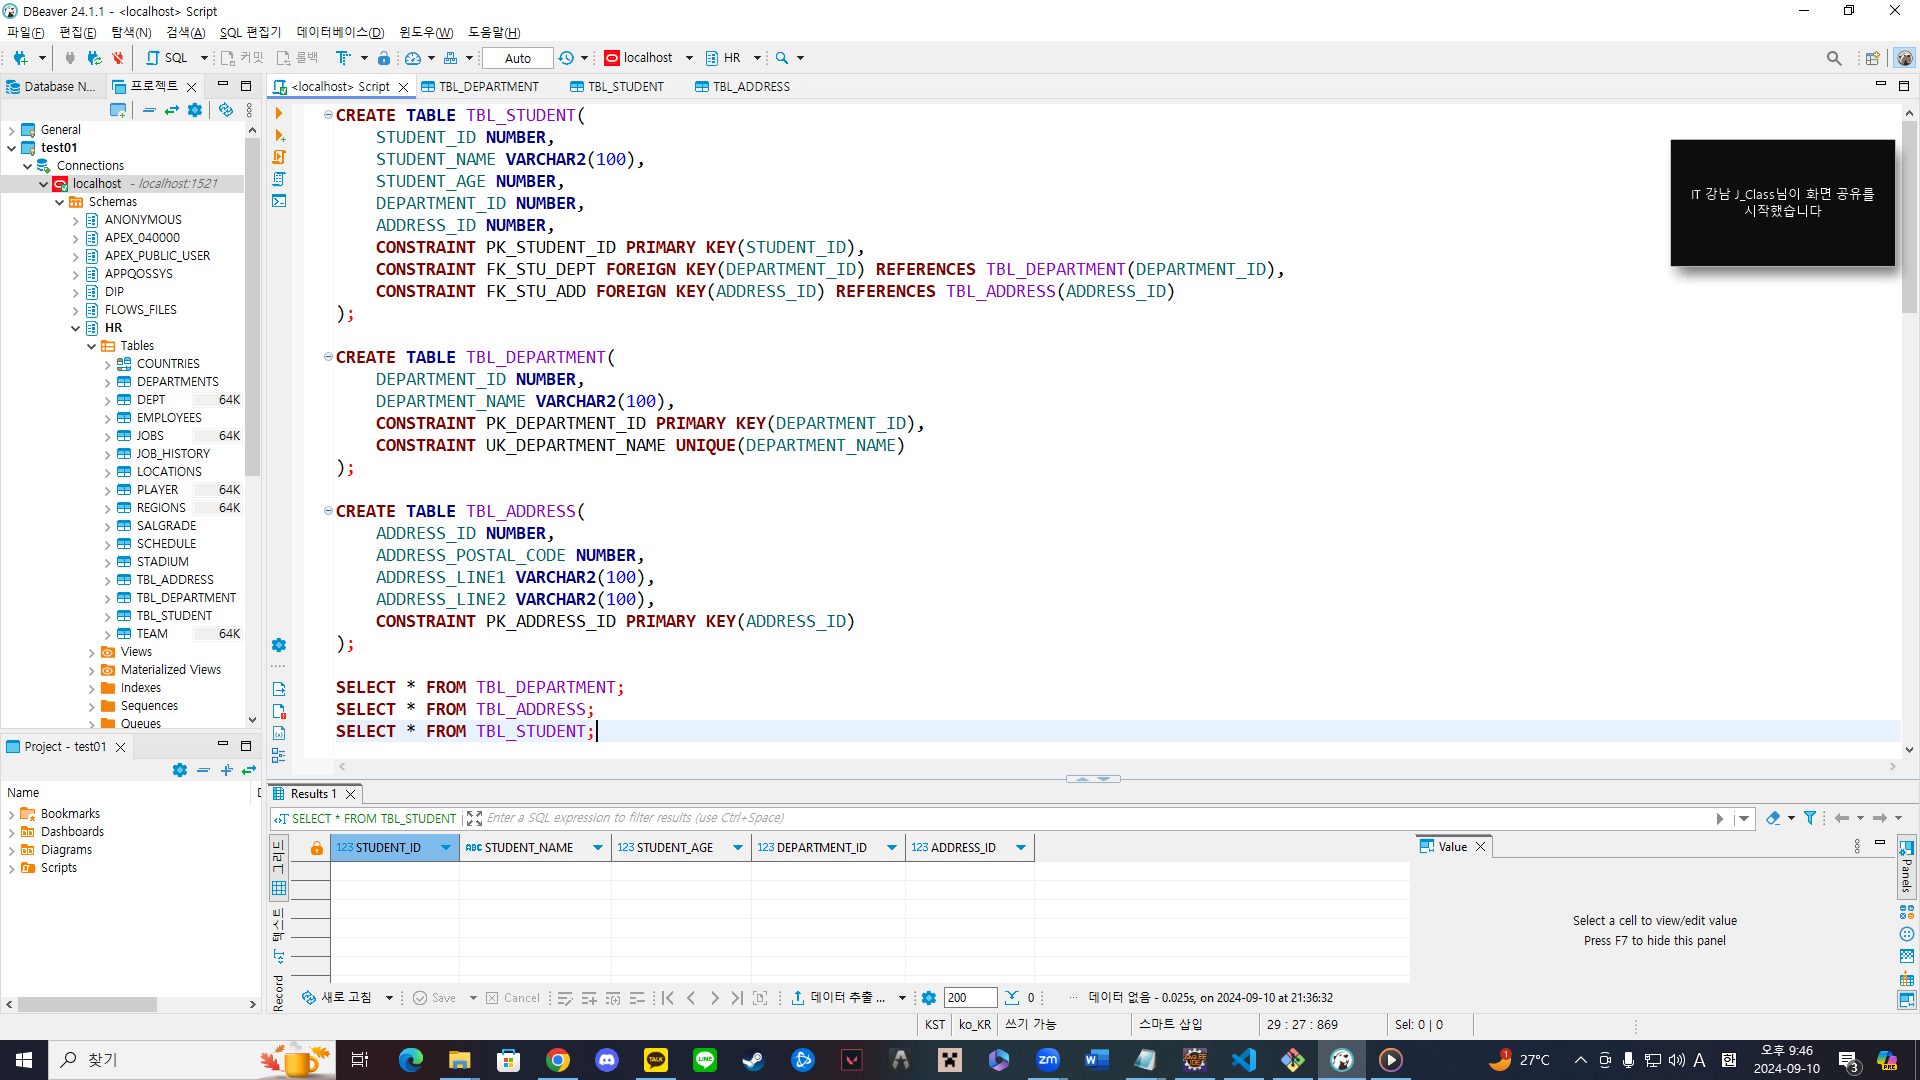 DBeaver 24.1.1 - <localhost> Script
파일(F) 편집(E) 탐색(N) 검색(A) SQL 편집기 데이터베이스(D) 윈도우(W) 도움말(H)
SQL 커밋 롤백 Auto localhost HR
Database N... 프로젝트
<localhost> Script TBL_DEPARTMENT TBL_STUDENT TBL_ADDRESS
General
test01
Connections
localhost - localhost:1521
Schemas
ANONYMOUS
APEX_040000
APEX_PUBLIC_USER
APPQOSSYS
DIP
FLOWS_FILES
HR
Tables
COUNTRIES
DEPARTMENTS
DEPT 64K
EMPLOYEES
JOBS 64K
JOB_HISTORY
LOCATIONS
PLAYER 64K
REGIONS 64K
SALGRADE
SCHEDULE
STADIUM
TBL_ADDRESS
TBL_DEPARTMENT
TBL_STUDENT
TEAM 64K
Views
Materialized Views
Indexes
Sequences
Queues
CREATE TABLE TBL_STUDENT(
STUDENT_ID NUMBER,
STUDENT_NAME VARCHAR2(100),
STUDENT_AGE NUMBER,
DEPARTMENT_ID NUMBER,
ADDRESS_ID NUMBER,
CONSTRAINT PK_STUDENT_ID PRIMARY KEY(STUDENT_ID),
CONSTRAINT FK_STU_DEPT FOREIGN KEY(DEPARTMENT_ID) REFERENCES TBL_DEPARTMENT(DEPARTMENT_ID),
CONSTRAINT FK_STU_ADD FOREIGN KEY(ADDRESS_ID) REFERENCES TBL_ADDRESS(ADDRESS_ID)
);
CREATE TABLE TBL_DEPARTMENT(
DEPARTMENT_ID NUMBER,
DEPARTMENT_NAME VARCHAR2(100),
CONSTRAINT PK_DEPARTMENT_ID PRIMARY KEY(DEPARTMENT_ID),
CONSTRAINT UK_DEPARTMENT_NAME UNIQUE(DEPARTMENT_NAME)
);
CREATE TABLE TBL_ADDRESS(
ADDRESS_ID NUMBER,
ADDRESS_POSTAL_CODE NUMBER,
ADDRESS_LINE1 VARCHAR2(100),
ADDRESS_LINE2 VARCHAR2(100),
CONSTRAINT PK_ADDRESS_ID PRIMARY KEY(ADDRESS_ID)
);
SELECT * FROM TBL_DEPARTMENT;
SELECT * FROM TBL_ADDRESS;
SELECT * FROM TBL_STUDENT;
IT 강남 J_Class님이 화면 공유를
시작했습니다
Project - test01
Name
Bookmarks
Dashboards
Diagrams
Scripts
Results 1
SELECT * FROM TBL_STUDENT Enter a SQL expression to filter results (use Ctrl+Space)
그리드
텍스트
Record
123 STUDENT_ID ABC STUDENT_NAME 123 STUDENT_AGE 123 DEPARTMENT_ID 123 ADDRESS_ID
Value
Select a cell to view/edit value
Press F7 to hide this panel
Panels
새로 고침 Save Cancel 데이터 추출 ... 200 0 데이터 없음 - 0.025s, on 2024-09-10 at 21:36:32
KST ko_KR 쓰기 가능 스마트 삽입 29 : 27 : 869 Sel: 0 | 0
찾기
27°C A 한 오후 9:46
2024-09-10
3